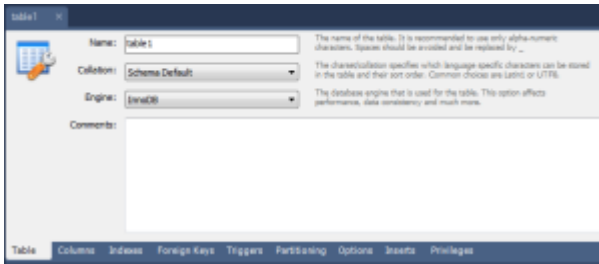 table1 ×
Name: table1
The name of the table. It is recommended to use only alpha-numeric
characters. Spaces should be avoided and be replaced by _
Collation: Schema Default
The charset/collation specifies which language specific characters can be stored
in the table and their sort order. Common choices are Latin1 or UTF8.
Engine: InnoDB
The database engine that is used for the table. This option affects
performance, data consistency and much more.
Comments:
Table Columns Indexes Foreign Keys Triggers Partitioning Options Inserts Privileges